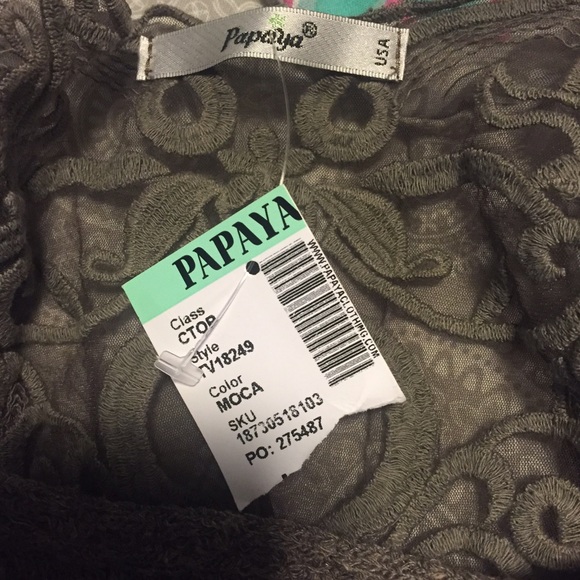 Papaya®
USA
PAPAYA
WWW.PAPAYACLOTHING.COM
Class
CTOP
Style
TV18249
Color
MOCA
SKU
18730518103
PO: 275487